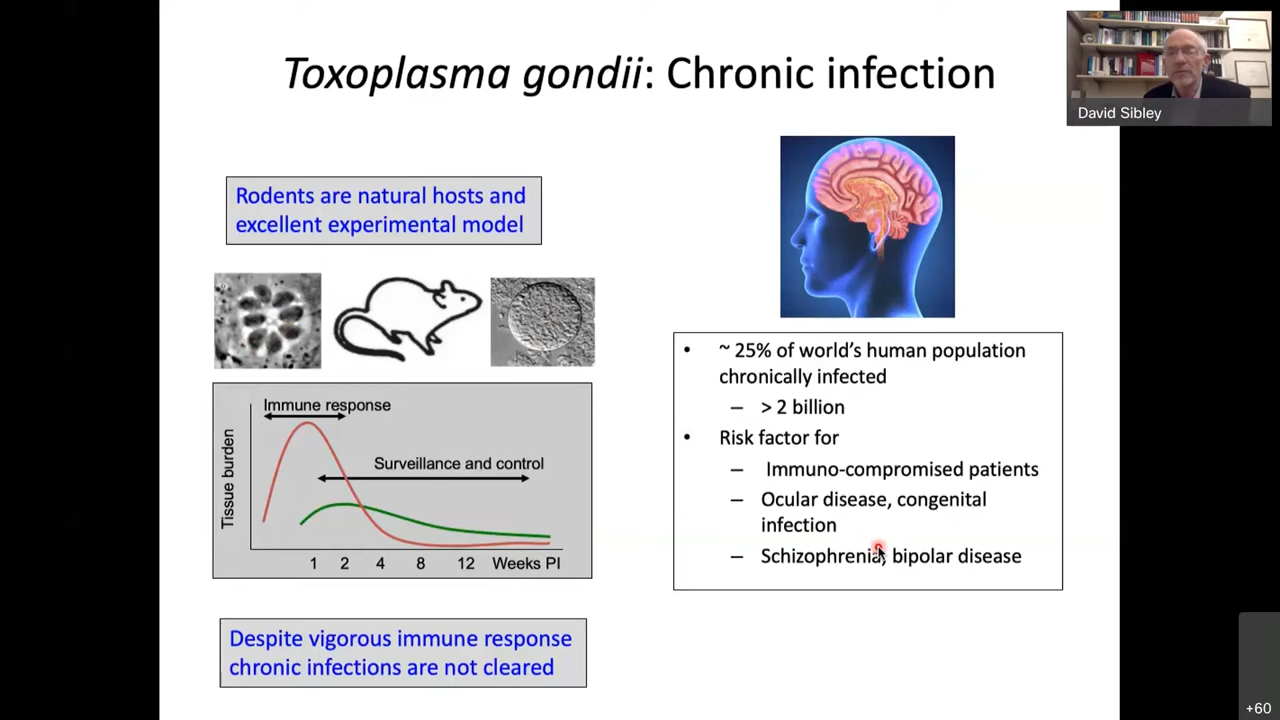 Toxoplasma gondii: Chronic infection
David Sibley
Rodents are natural hosts and
excellent experimental model
Immune response
Surveillance and control
Tissue burden
1 2 4 8 12 Weeks PI
Despite vigorous immune response
chronic infections are not cleared
• ~ 25% of world's human population
chronically infected
– > 2 billion
• Risk factor for
– Immuno-compromised patients
– Ocular disease, congenital
infection
– Schizophrenia, bipolar disease
+60